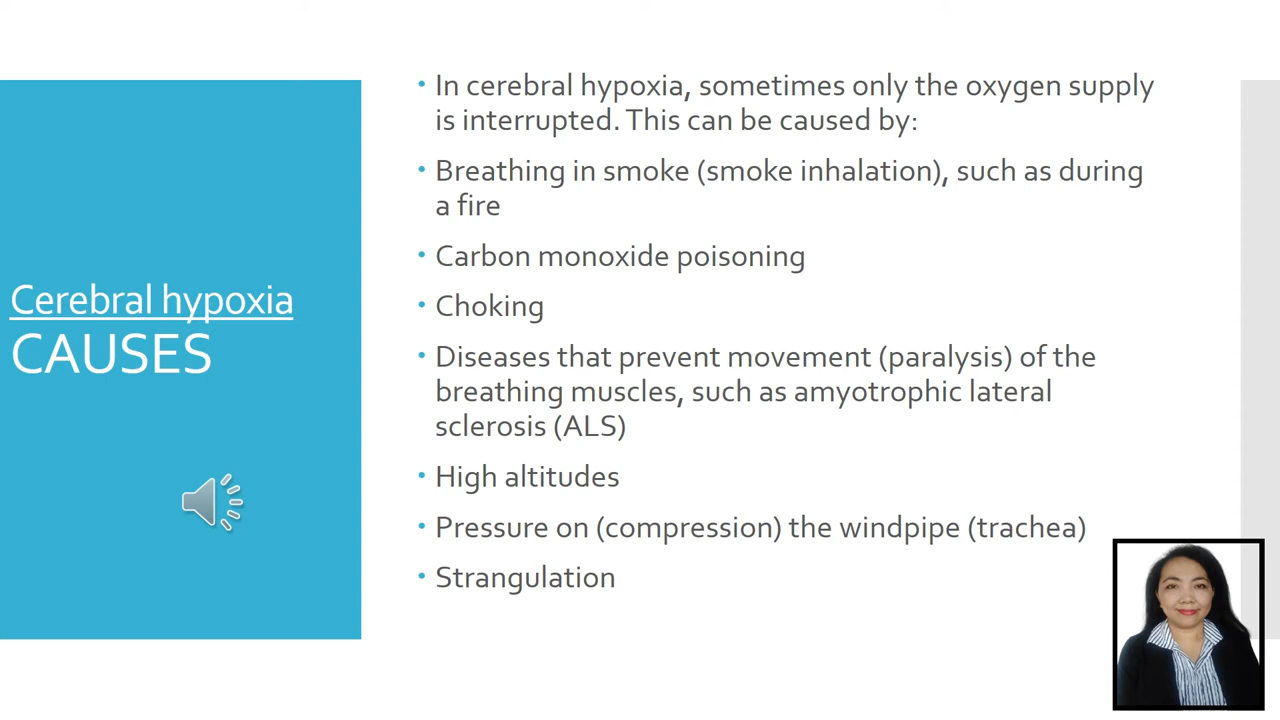 Cerebral hypoxia
CAUSES
• In cerebral hypoxia, sometimes only the oxygen supply
is interrupted. This can be caused by:
• Breathing in smoke (smoke inhalation), such as during
a fire
• Carbon monoxide poisoning
• Choking
• Diseases that prevent movement (paralysis) of the
breathing muscles, such as amyotrophic lateral
sclerosis (ALS)
• High altitudes
• Pressure on (compression) the windpipe (trachea)
• Strangulation